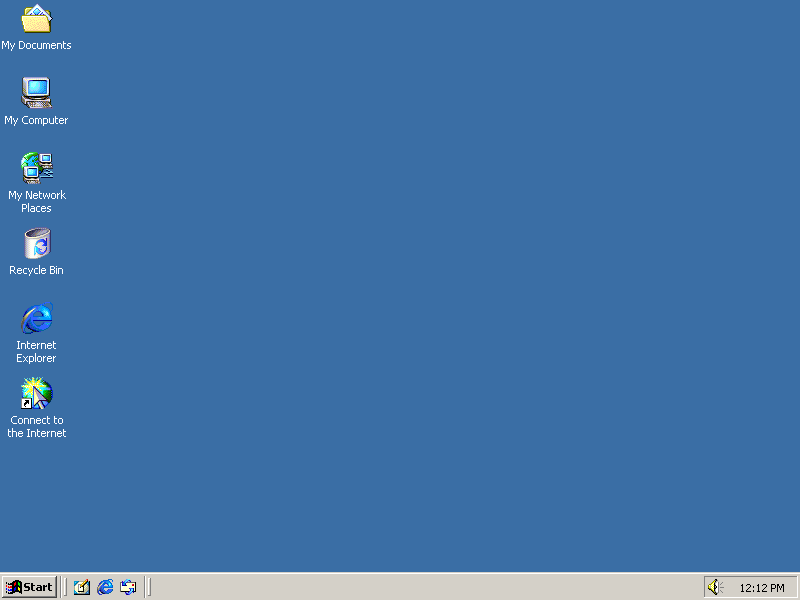 My Documents
My Computer
My Network
Places
Recycle Bin
Internet
Explorer
Connect to
the Internet
Start
12:12 PM